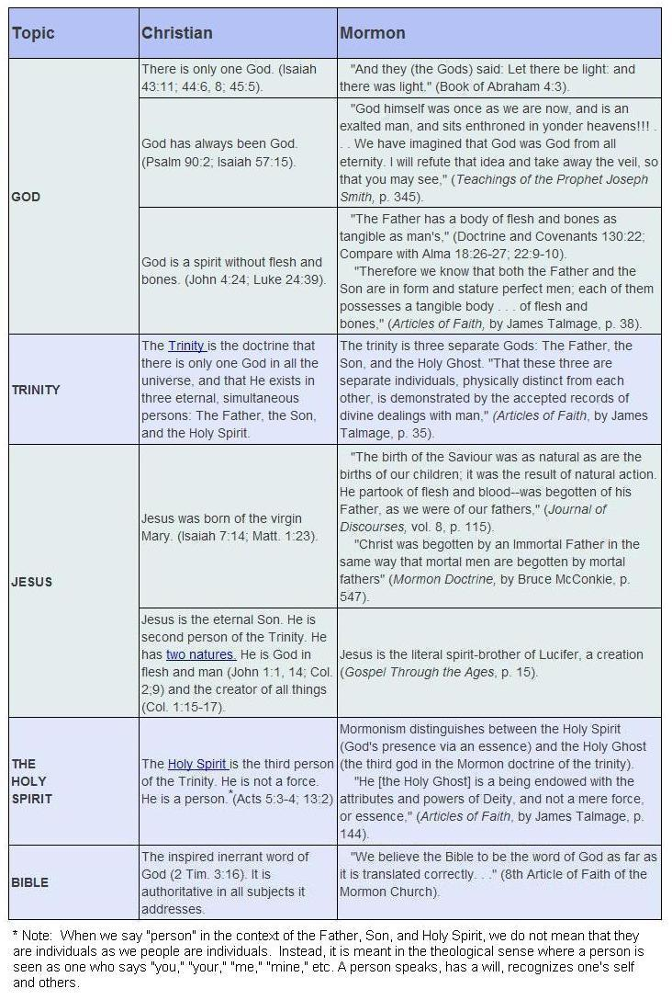 Topic
Christian
Mormon
GOD
There is only one God. (Isaiah
43:11; 44:6, 8; 45:5).
"And they (the Gods) said: Let there be light: and
there was light." (Book of Abraham 4:3).
God has always been God.
(Psalm 90:2; Isaiah 57:15).
"God himself was once as we are now, and is an
exalted man, and sits enthroned in yonder heavens!!! .
. . We have imagined that God was God from all
eternity. I will refute that idea and take away the veil, so
that you may see," (Teachings of the Prophet Joseph
Smith, p. 345).
God is a spirit without flesh and
bones. (John 4:24; Luke 24:39).
"The Father has a body of flesh and bones as
tangible as man's," (Doctrine and Covenants 130:22;
Compare with Alma 18:26-27; 22:9-10).
"Therefore we know that both the Father and the
Son are in form and stature perfect men; each of them
possesses a tangible body . . . of flesh and
bones," (Articles of Faith, by James Talmage, p. 38).
TRINITY
The Trinity is the doctrine that
there is only one God in all the
universe, and that He exists in
three eternal, simultaneous
persons: The Father, the Son,
and the Holy Spirit.
The trinity is three separate Gods: The Father, the
Son, and the Holy Ghost. "That these three are
separate individuals, physically distinct from each
other, is demonstrated by the accepted records of
divine dealings with man," (Articles of Faith, by James
Talmage, p. 35).
JESUS
Jesus was born of the virgin
Mary. (Isaiah 7:14; Matt. 1:23).
"The birth of the Saviour was as natural as are the
births of our children; it was the result of natural action.
He partook of flesh and blood--was begotten of his
Father, as we were of our fathers," (Journal of
Discourses, vol. 8, p. 115).
"Christ was begotten by an Immortal Father in the
same way that mortal men are begotten by mortal
fathers" (Mormon Doctrine, by Bruce McConkie, p.
547).
Jesus is the eternal Son. He is
second person of the Trinity. He
has two natures. He is God in
flesh and man (John 1:1, 14; Col.
2;9) and the creator of all things
(Col. 1:15-17).
Jesus is the literal spirit-brother of Lucifer, a creation
(Gospel Through the Ages, p. 15).
THE
HOLY
SPIRIT
The Holy Spirit is the third person
of the Trinity. He is not a force.
He is a person.*(Acts 5:3-4; 13:2)
Mormonism distinguishes between the Holy Spirit
(God's presence via an essence) and the Holy Ghost
(the third god in the Mormon doctrine of the trinity).
"He [the Holy Ghost] is a being endowed with the
attributes and powers of Deity, and not a mere force,
or essence," (Articles of Faith, by James Talmage, p.
144).
BIBLE
The inspired inerrant word of
God (2 Tim. 3:16). It is
authoritative in all subjects it
addresses.
"We believe the Bible to be the word of God as far as
it is translated correctly. . ." (8th Article of Faith of the
Mormon Church).
* Note: When we say "person" in the context of the Father, Son, and Holy Spirit, we do not mean that they
are individuals as we people are individuals. Instead, it is meant in the theological sense where a person is
seen as one who says "you," "your," "me," "mine," etc. A person speaks, has a will, recognizes one's self
and others.